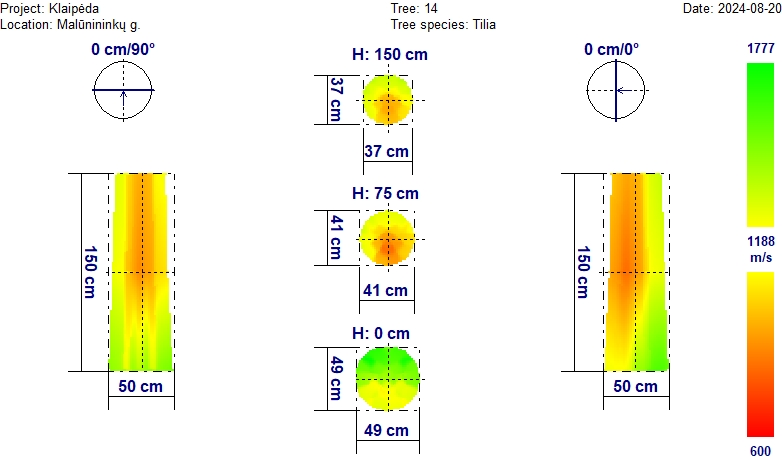 Project: Klaipėda
Tree: 14
Date: 2024-08-20
Location: Malūnininkų g.
Tree species: Tilia
0 cm/90°
H: 150 cm
0 cm/0°
1777
37 cm
37 cm
H: 75 cm
41 cm
41 cm
150 cm
50 cm
150 cm
50 cm
1188
m/s
H: 0 cm
49 cm
49 cm
600